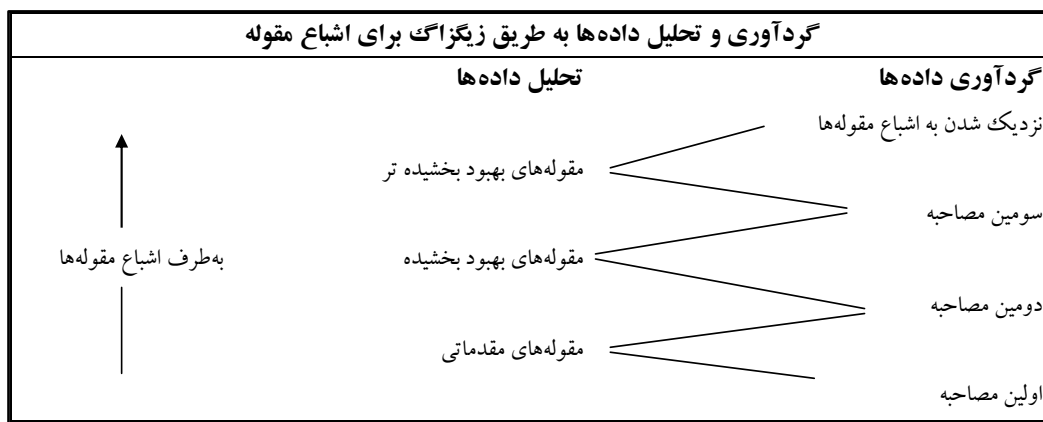 گردآوری و تحلیل داده‌ها به طریق زیگزاگ برای اشباع مقوله
گردآوری داده‌ها
تحلیل داده‌ها
نزدیک شدن به اشباع مقوله‌ها
مقوله‌های بهبود بخشیده تر
سومین مصاحبه
مقوله‌های بهبود بخشیده
به‌طرف اشباع مقوله‌ها
دومین مصاحبه
مقوله‌های مقدماتی
اولین مصاحبه